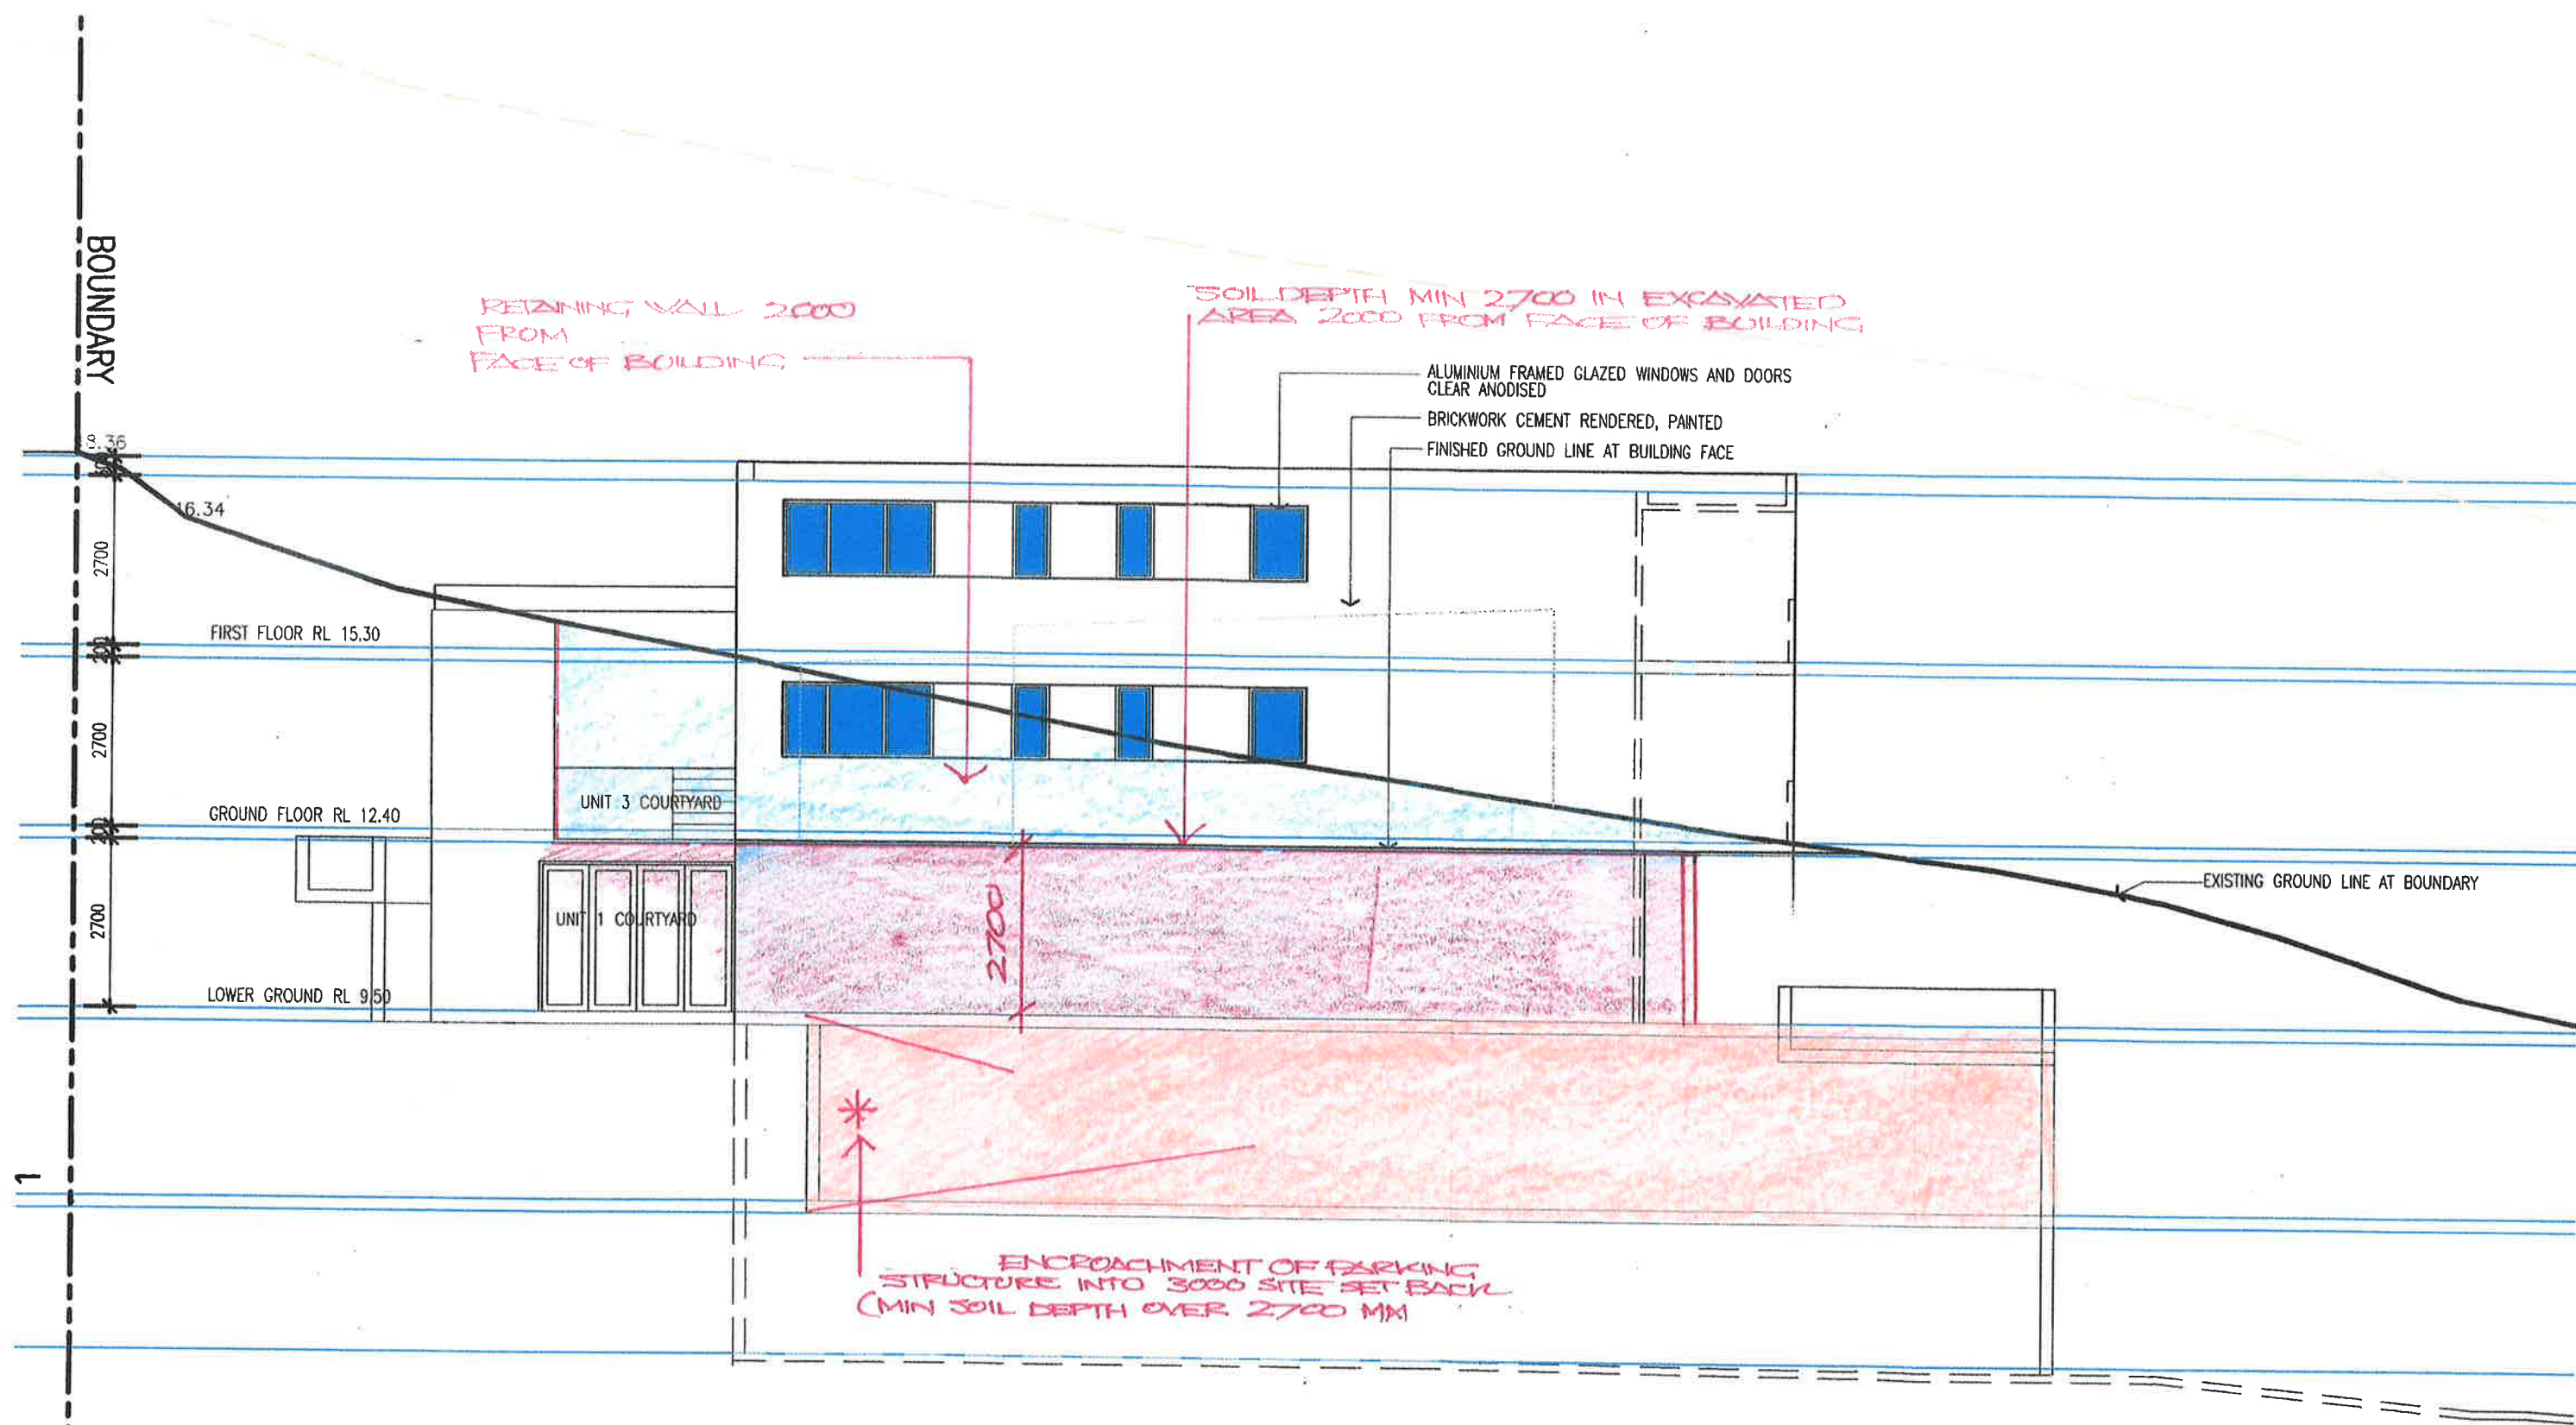 BOUNDARY
RETAINING WALL 2000
FROM
FACE OF BUILDING
SOIL DEPTH MIN 2700 IN EXCAVATED
AREA 2000 FROM FACE OF BUILDING
ALUMINIUM FRAMED GLAZED WINDOWS AND DOORS
CLEAR ANODISED
BRICKWORK CEMENT RENDERED, PAINTED
FINISHED GROUND LINE AT BUILDING FACE
8.36
16.34
2700
FIRST FLOOR RL 15.30
200
2700
UNIT 3 COURTYARD
GROUND FLOOR RL 12.40
200
2700
UNIT 1 COURTYARD
2700
EXISTING GROUND LINE AT BOUNDARY
LOWER GROUND RL 9.50
1
ENCROACHMENT OF PARKING
STRUCTURE INTO 3000 SITE SET BACK
(MIN SOIL DEPTH OVER 2700 MM